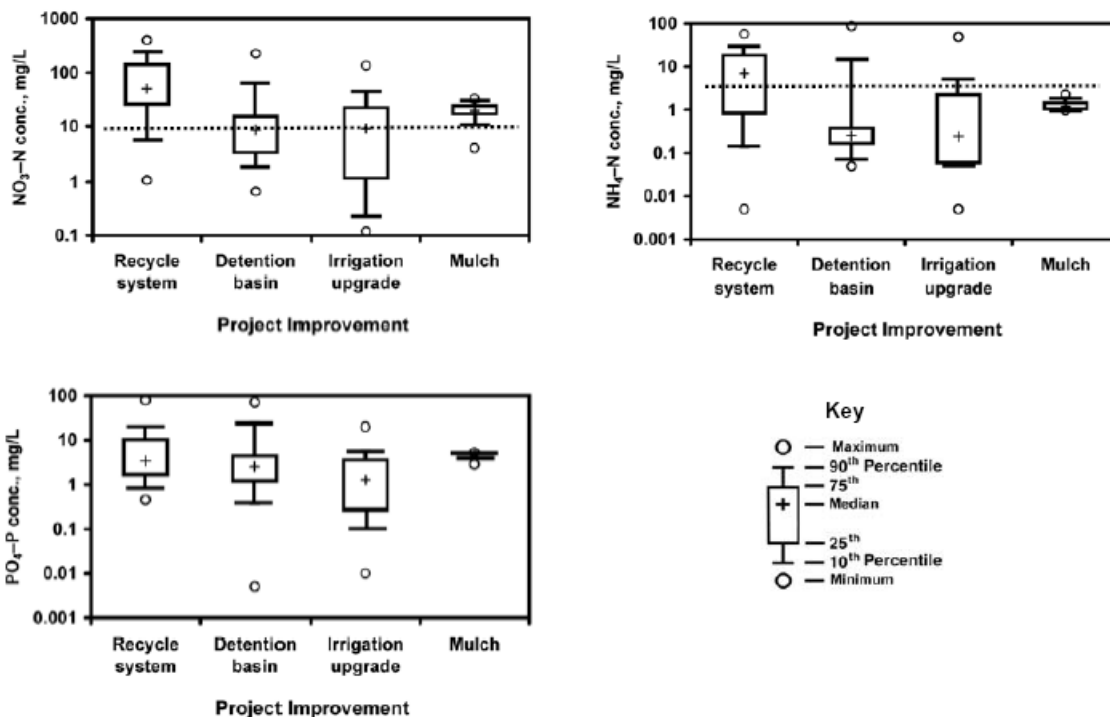 NO₃–N conc., mg/L
1000
100
10
1
0.1
Recycle system
Detention basin
Irrigation upgrade
Mulch
Project Improvement
NH₄–N conc., mg/L
100
10
1
0.1
0.01
0.001
Recycle system
Detention basin
Irrigation upgrade
Mulch
Project Improvement
PO₄–P conc., mg/L
100
10
1
0.1
0.01
0.001
Recycle system
Detention basin
Irrigation upgrade
Mulch
Project Improvement
Key
Maximum
90th Percentile
75th
Median
25th
10th Percentile
Minimum